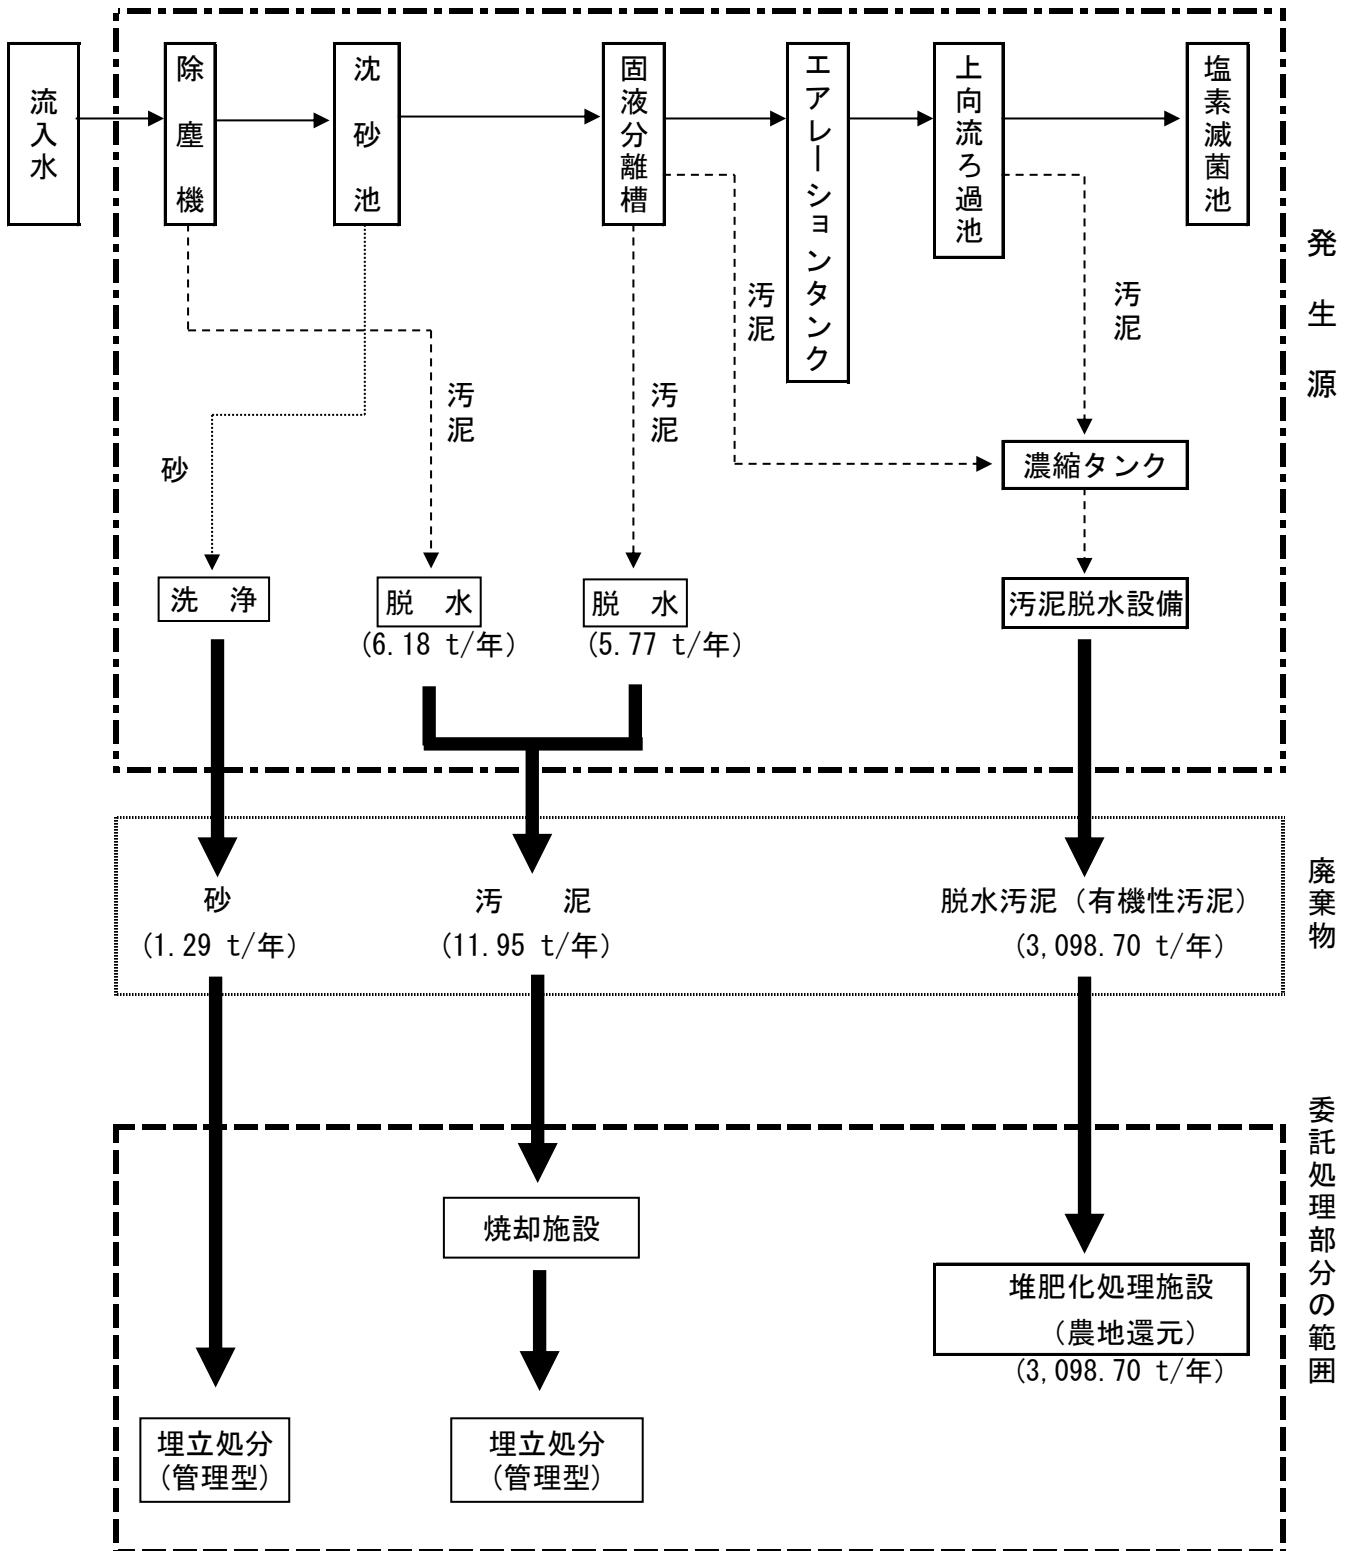 流入水
除塵機
沈砂池
固液分離槽
エアレーションタンク
上向流ろ過池
塩素滅菌池
発生源
汚泥
汚泥
汚泥
汚泥
砂
濃縮タンク
洗　浄
脱　水
脱　水
汚泥脱水設備
(6.18 t/年)
(5.77 t/年)
砂
汚　泥
脱水汚泥（有機性汚泥）
(1.29 t/年)
(11.95 t/年)
(3,098.70 t/年)
廃棄物
委託処理部分の範囲
焼却施設
堆肥化処理施設
（農地還元）
(3,098.70 t/年)
埋立処分
(管理型)
埋立処分
(管理型)